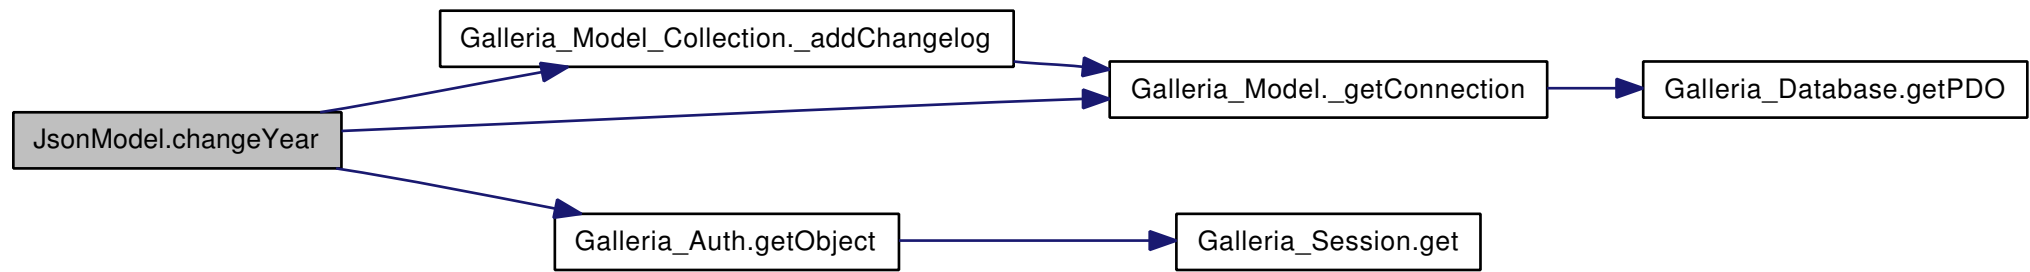 Galleria_Model_Collection._addChangelog
Galleria_Model._getConnection
Galleria_Database.getPDO
JsonModel.changeYear
Galleria_Auth.getObject
Galleria_Session.get